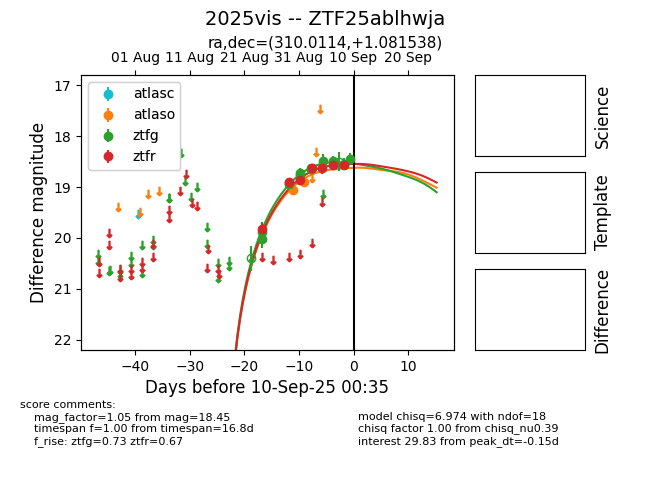 2025vis -- ZTF25ablhwja
ra,dec=(310.0114,+1.081538)
01 Aug 11 Aug 21 Aug 31 Aug 10 Sep 20 Sep
17
18
19
20
21
22
Difference magnitude
atlasc
atlaso
ztfg
ztfr
−40 −30 −20 −10 0 10
Days before 10-Sep-25 00:35
Science
Template
Difference
score comments:
mag_factor=1.05 from mag=18.45
timespan f=1.00 from timespan=16.8d
f_rise: ztfg=0.73 ztfr=0.67
model chisq=6.974 with ndof=18
chisq factor 1.00 from chisq_nu0.39
interest 29.83 from peak_dt=-0.15d